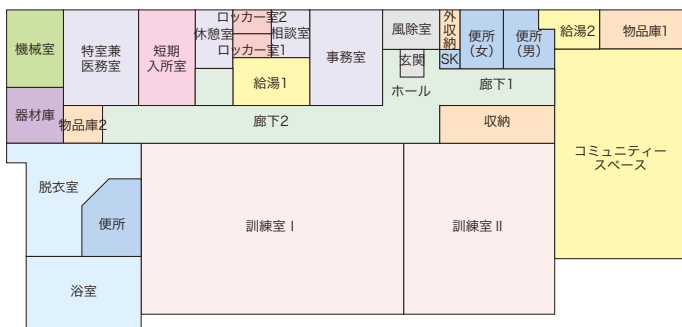 機械室
特室兼
医務室
短期
入所室
休憩室
ロッカー室2
ロッカー室1
相談室
給湯1
事務室
風除室
玄関
ホール
外
収
納
SK
便所
(女)
便所
(男)
給湯2
物品庫1
器材庫
物品庫2
廊下2
廊下1
収納
コミュニティー
スペース
脱衣室
便所
浴室
訓練室 I
訓練室 II